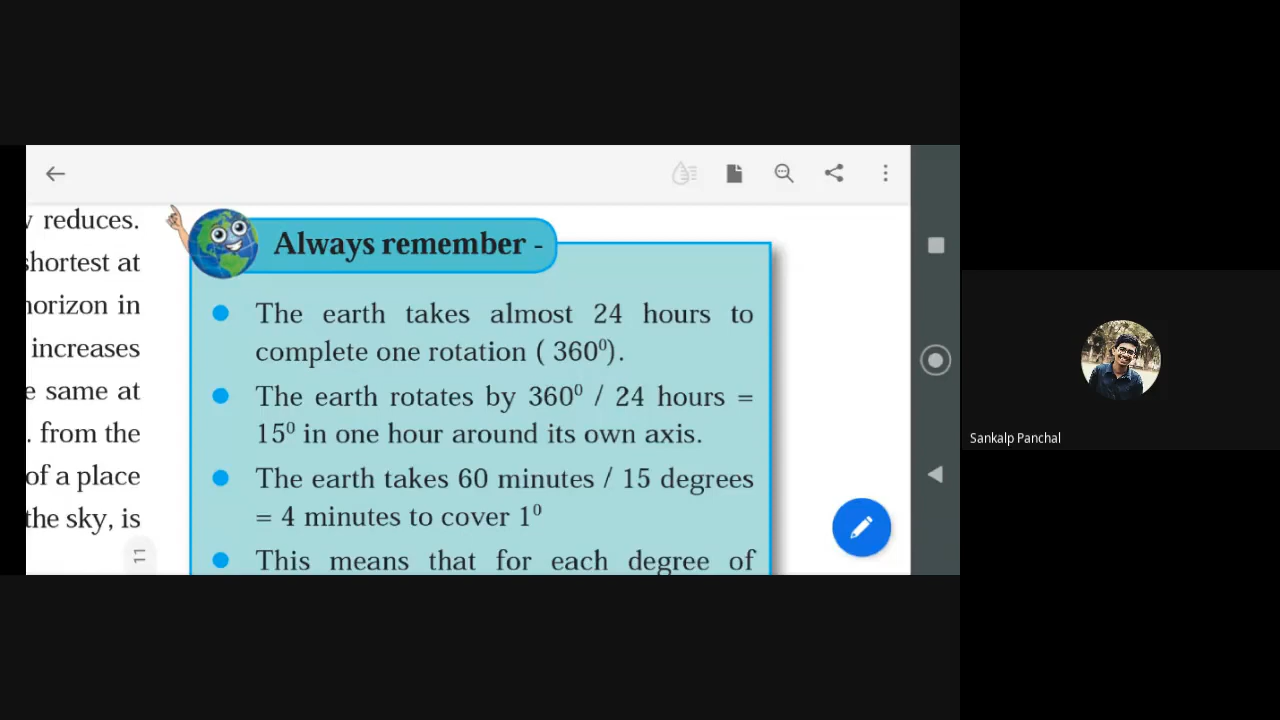 reduces.
Always remember -
shortest at
horizon in
The earth takes almost 24 hours to
increases
complete one rotation ( 360⁰).
same at
The earth rotates by 360⁰ / 24 hours =
. from the
15⁰ in one hour around its own axis.
Sankalp Panchal
of a place
The earth takes 60 minutes / 15 degrees
the sky, is
= 4 minutes to cover 1⁰
11
This means that for each degree of